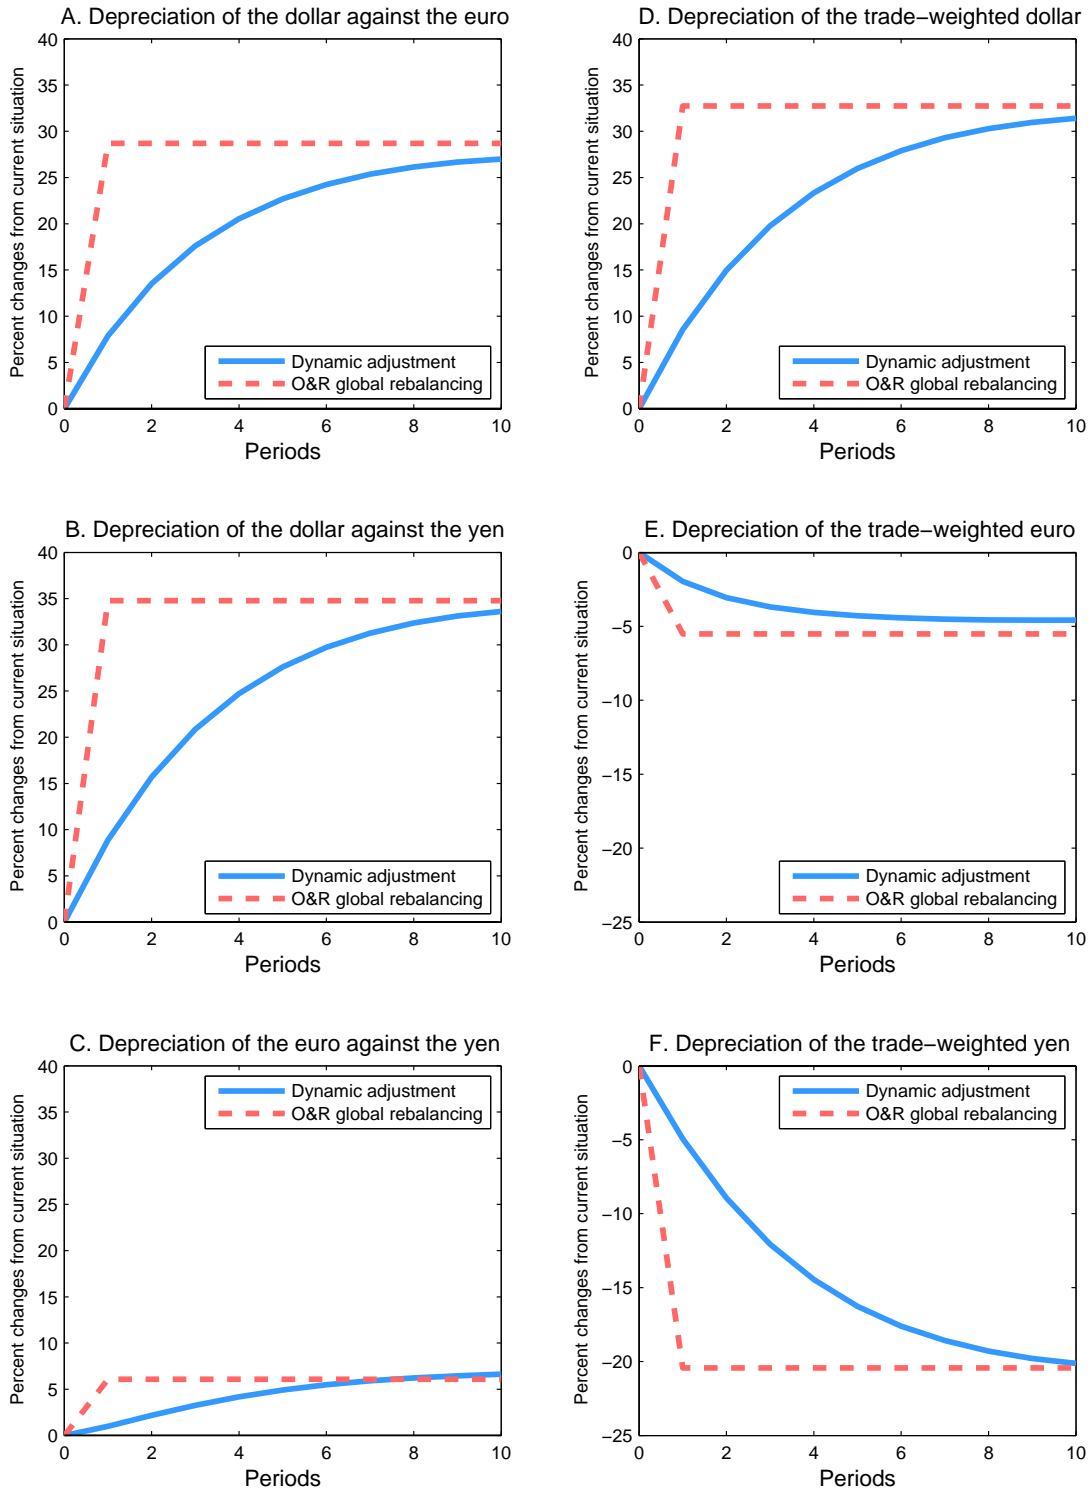 A. Depreciation of the dollar against the euro
Percent changes from current situation
40
35
30
25
20
15
10
5
0
0 2 4 6 8 10
Periods
Dynamic adjustment
O&R global rebalancing
D. Depreciation of the trade−weighted dollar
Percent changes from current situation
40
35
30
25
20
15
10
5
0
0 2 4 6 8 10
Periods
Dynamic adjustment
O&R global rebalancing
B. Depreciation of the dollar against the yen
Percent changes from current situation
40
35
30
25
20
15
10
5
0
0 2 4 6 8 10
Periods
Dynamic adjustment
O&R global rebalancing
E. Depreciation of the trade−weighted euro
Percent changes from current situation
0
−5
−10
−15
−20
−25
0 2 4 6 8 10
Periods
Dynamic adjustment
O&R global rebalancing
C. Depreciation of the euro against the yen
Percent changes from current situation
40
35
30
25
20
15
10
5
0
0 2 4 6 8 10
Periods
Dynamic adjustment
O&R global rebalancing
F. Depreciation of the trade−weighted yen
Percent changes from current situation
0
−5
−10
−15
−20
−25
0 2 4 6 8 10
Periods
Dynamic adjustment
O&R global rebalancing